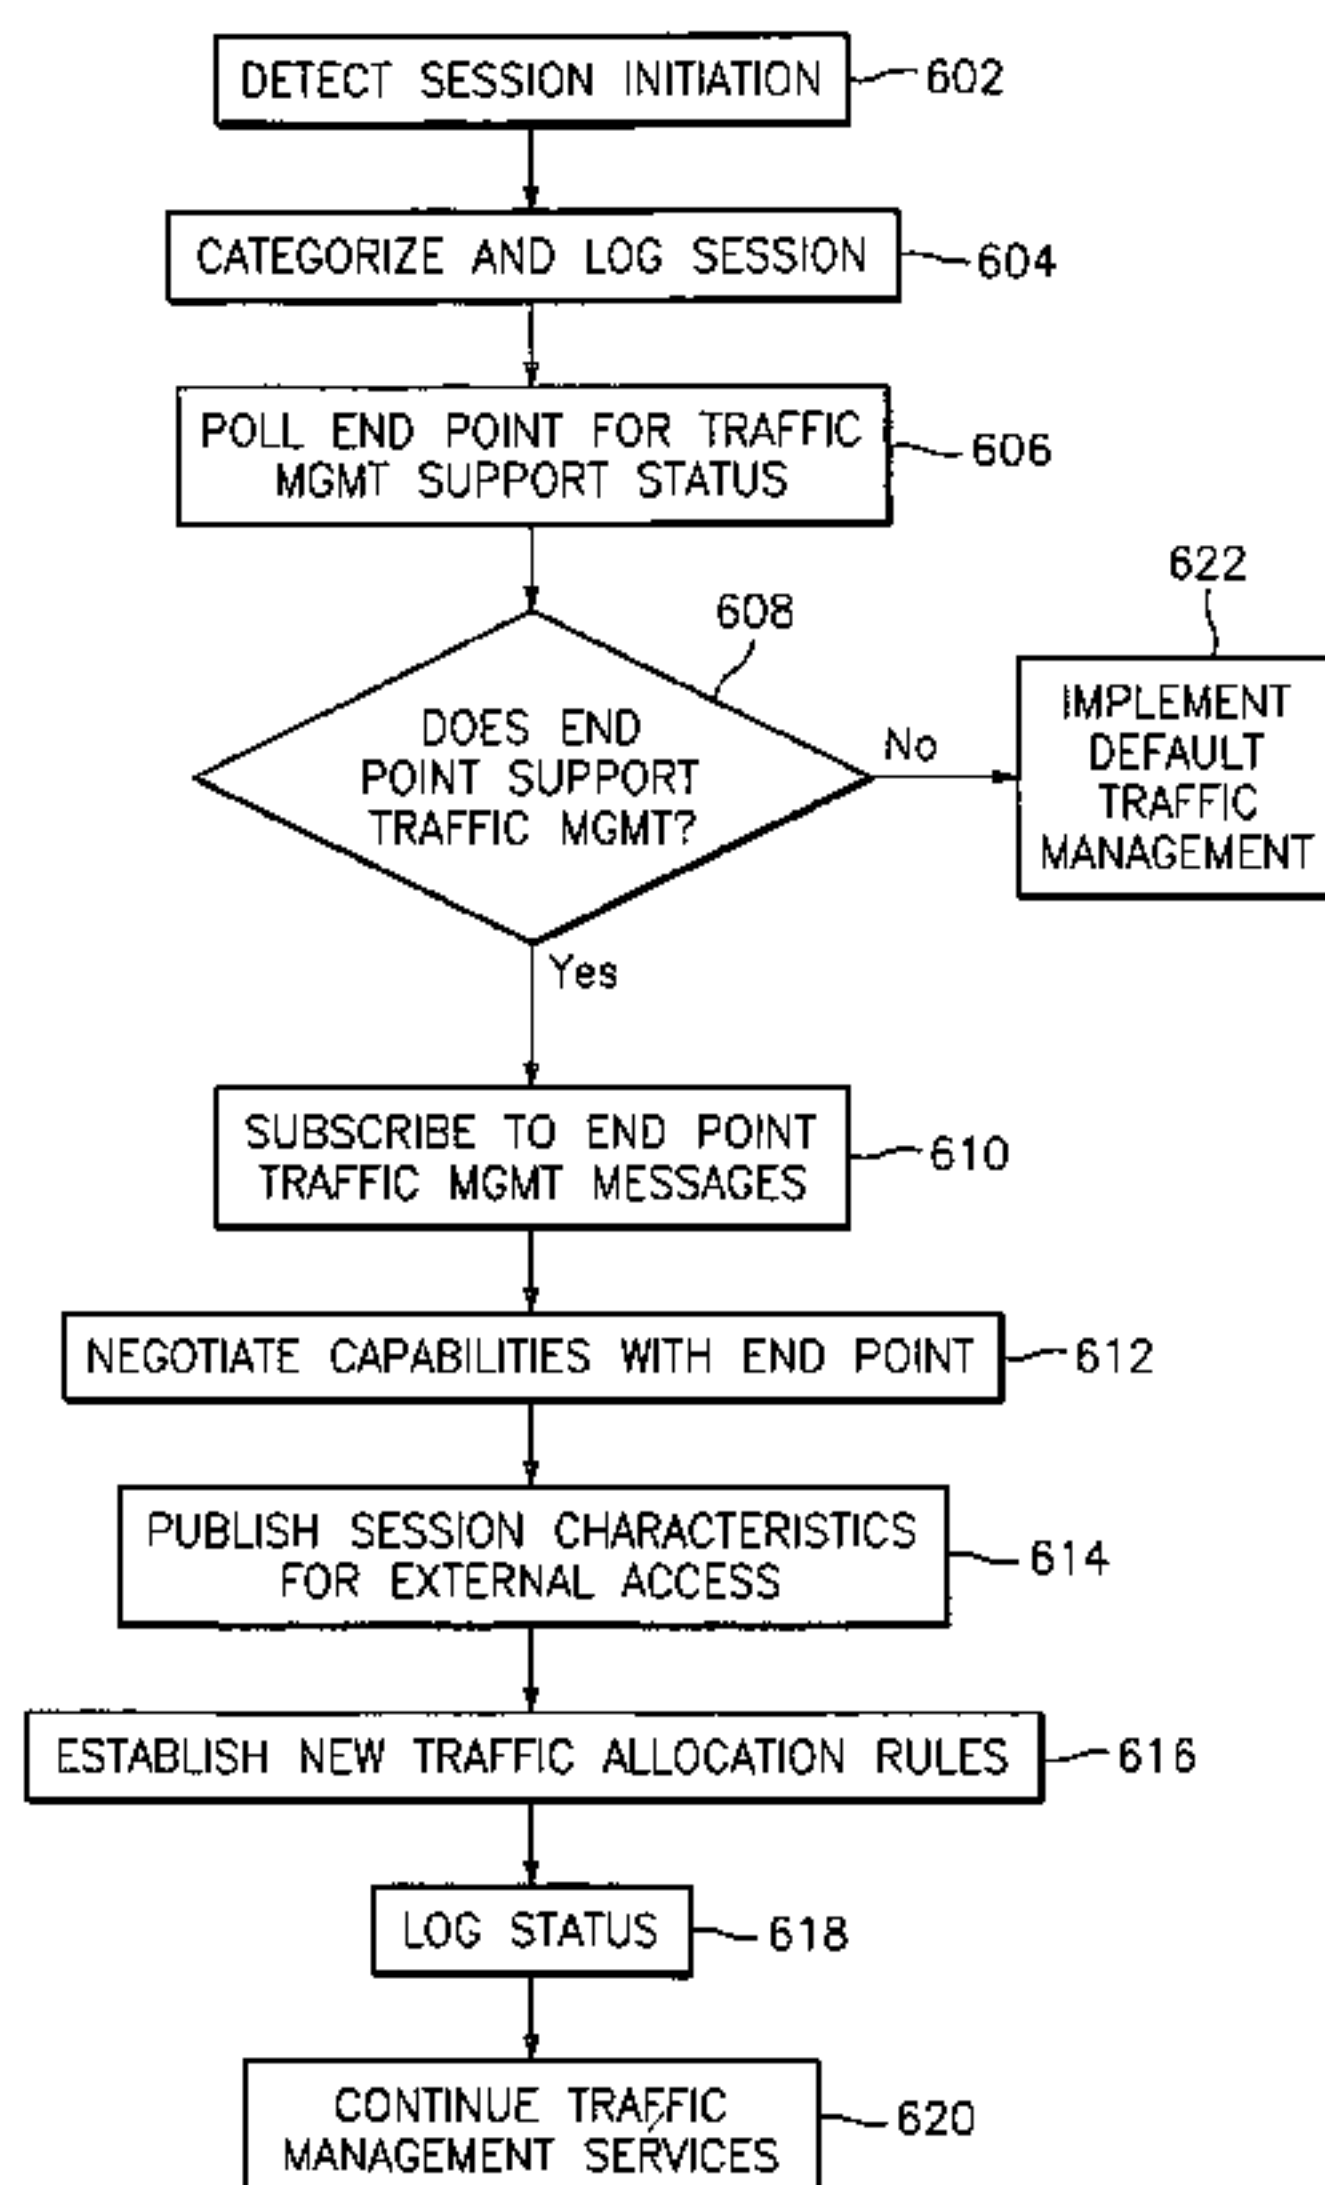 DETECT SESSION INITIATION
602
CATEGORIZE AND LOG SESSION
604
POLL END POINT FOR TRAFFIC
MGMT SUPPORT STATUS
606
608
622
DOES END
POINT SUPPORT
TRAFFIC MGMT?
No
IMPLEMENT
DEFAULT
TRAFFIC
MANAGEMENT
Yes
SUBSCRIBE TO END POINT
TRAFFIC MGMT MESSAGES
610
NEGOTIATE CAPABILITIES WITH END POINT
612
PUBLISH SESSION CHARACTERISTICS
FOR EXTERNAL ACCESS
614
ESTABLISH NEW TRAFFIC ALLOCATION RULES
616
LOG STATUS
618
CONTINUE TRAFFIC
MANAGEMENT SERVICES
620